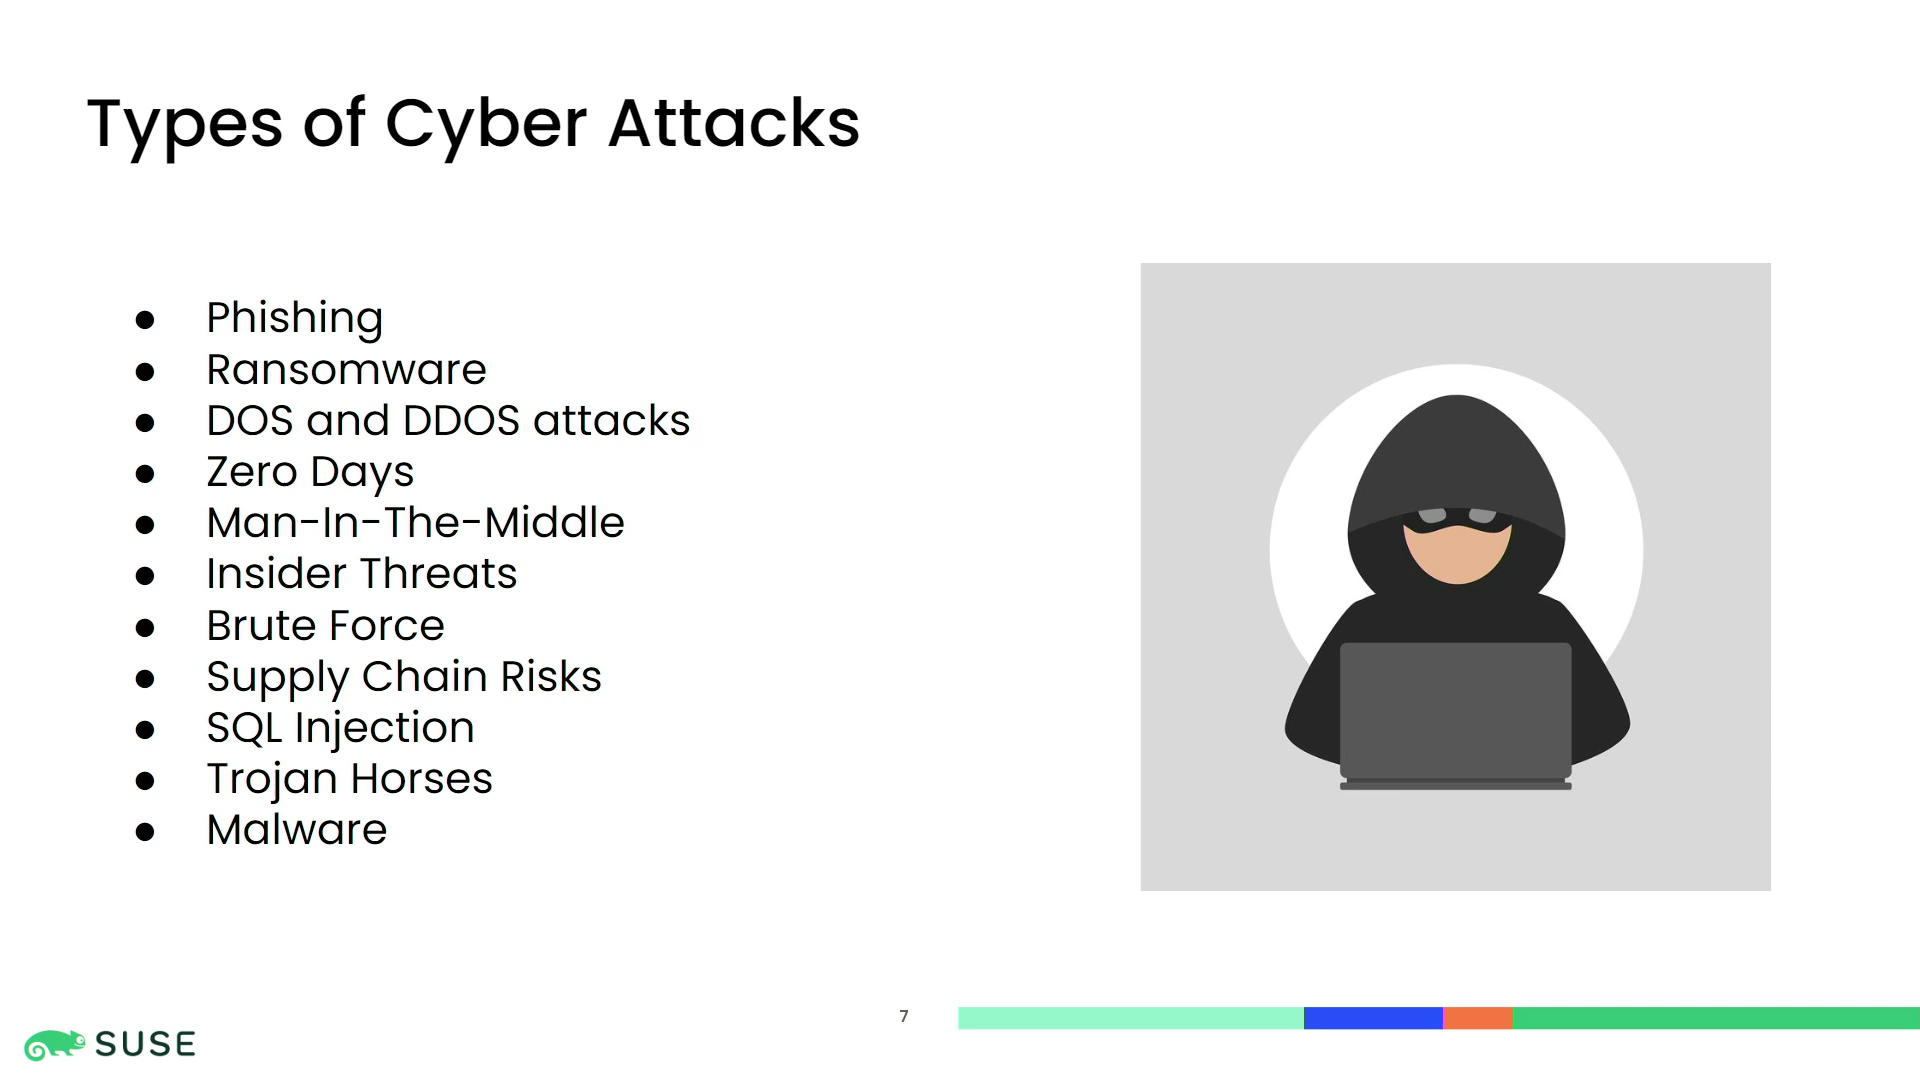 Types of Cyber Attacks
● Phishing
● Ransomware
● DOS and DDOS attacks
● Zero Days
● Man-In-The-Middle
● Insider Threats
● Brute Force
● Supply Chain Risks
● SQL Injection
● Trojan Horses
● Malware
7
SUSE